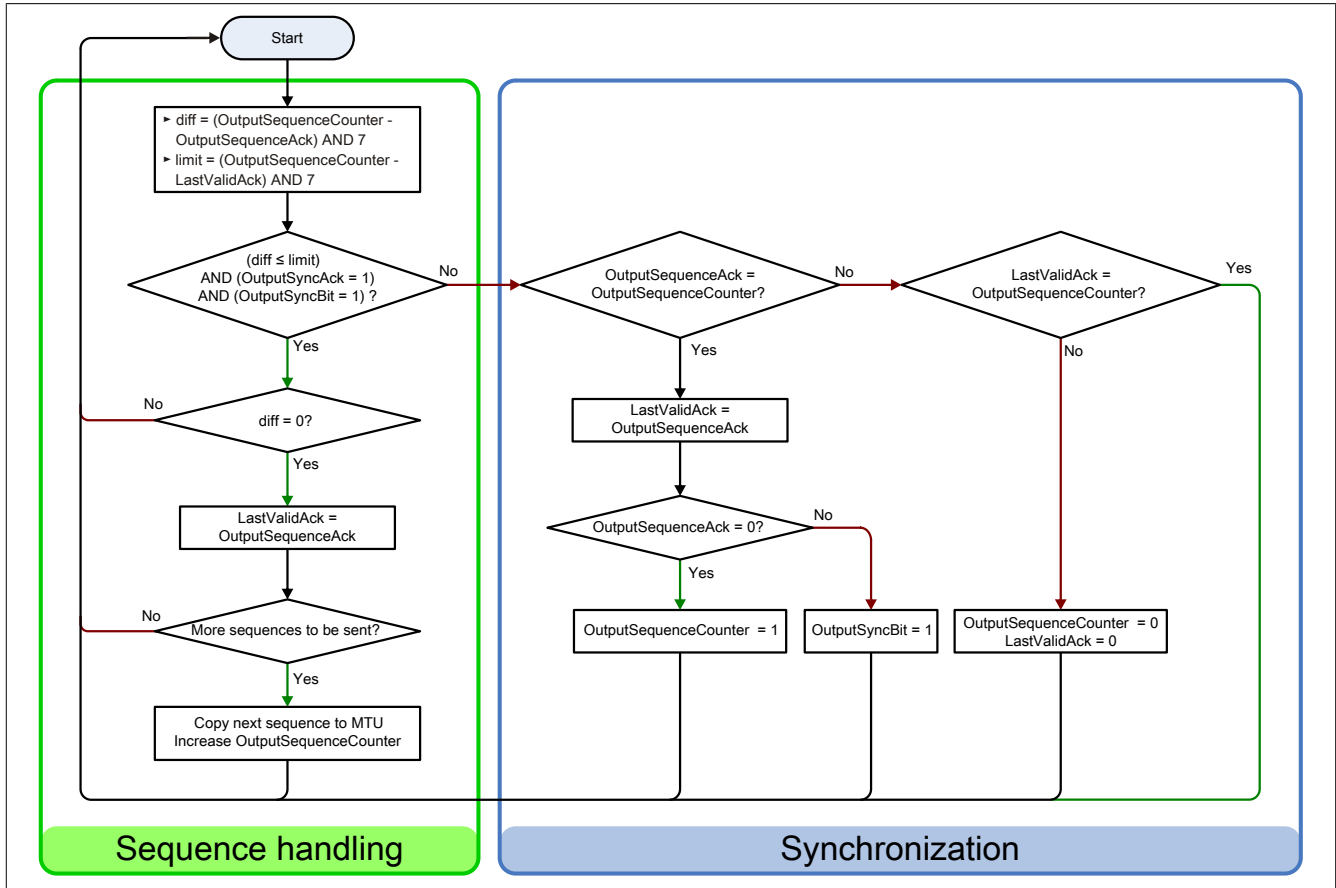 Start
► diff = (OutputSequenceCounter -
OutputSequenceAck) AND 7
► limit = (OutputSequenceCounter -
LastValidAck) AND 7
(diff ≤ limit)
AND (OutputSyncAck = 1)
AND (OutputSyncBit = 1) ?
No
Yes
diff = 0?
No
Yes
LastValidAck =
OutputSequenceAck
More sequences to be sent?
No
Yes
Copy next sequence to MTU
Increase OutputSequenceCounter
Sequence handling
OutputSequenceAck =
OutputSequenceCounter?
No
Yes
LastValidAck =
OutputSequenceAck
OutputSequenceAck = 0?
No
Yes
OutputSequenceCounter = 1
OutputSyncBit = 1
LastValidAck =
OutputSequenceCounter?
Yes
No
OutputSequenceCounter = 0
LastValidAck = 0
Synchronization